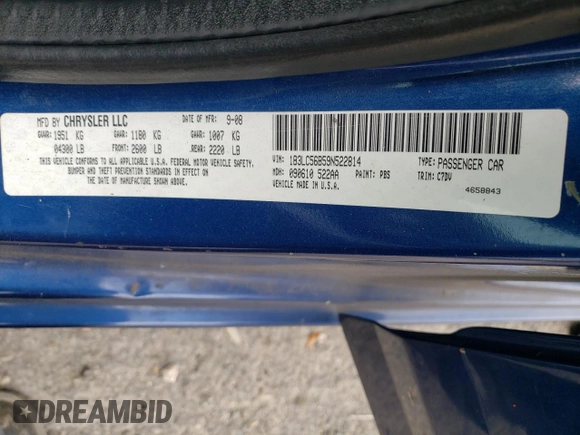 MFD BY CHRYSLER LLC DATE OF MFR: 9-08
GVWR: 1951 KG GAWR: 1180 KG GAWR: 1007 KG
04300 LB FRONT: 2600 LB REAR: 2220 LB
THIS VEHICLE CONFORMS TO ALL APPLICABLE U.S.A. FEDERAL MOTOR VEHICLE SAFETY,
BUMPER AND THEFT PREVENTION STANDARDS IN EFFECT ON
THE DATE OF MANUFACTURE SHOWN ABOVE.
VIN: 1B3LC56B59N522814 TYPE: PASSENGER CAR
MDH: 090610 522AA PAINT: PBS TRIM: C7DV
VEHICLE MADE IN U.S.A.
4658843
DREAMBID